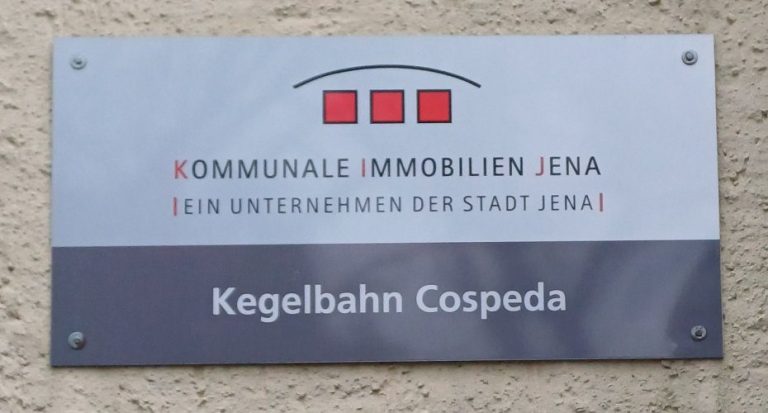 KOMMUNALE IMMOBILIEN JENA
|EIN UNTERNEHMEN DER STADT JENA|
Kegelbahn Cospeda